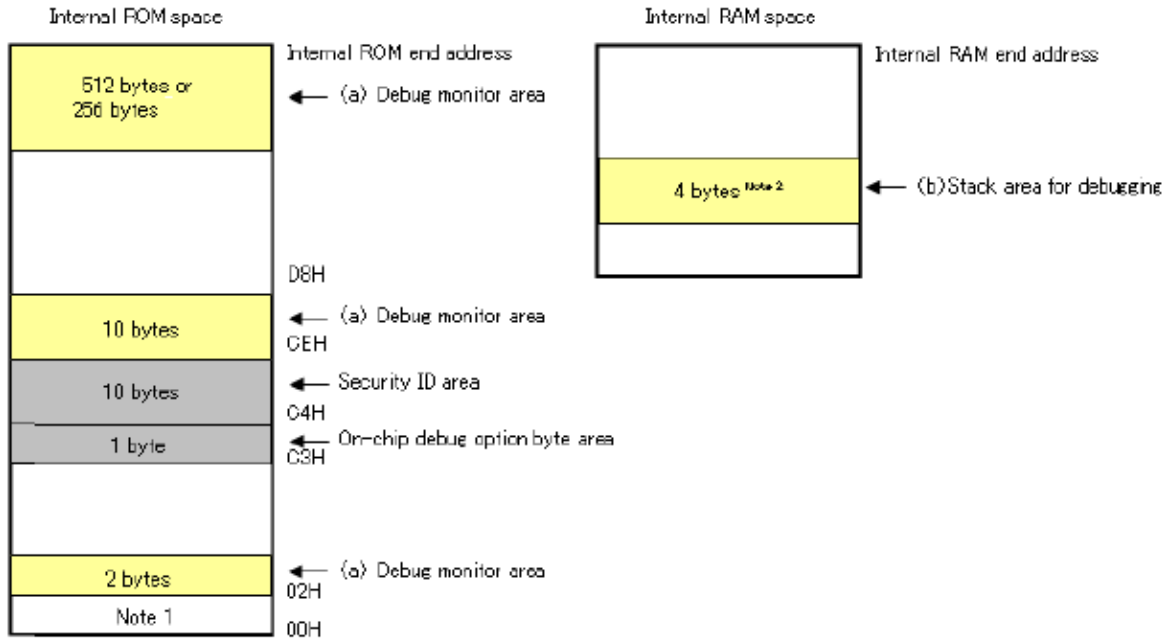 Internal ROM space
Internal ROM end address
512 bytes or
256 bytes
(a) Debug monitor area
D8H
10 bytes
(a) Debug monitor area
CEH
10 bytes
Security ID area
C4H
1 byte
On-chip debug option byte area
C3H
2 bytes
(a) Debug monitor area
02H
Note 1
00H
Internal RAM space
Internal RAM end address
4 bytes Note 2
(b)Stack area for debugging